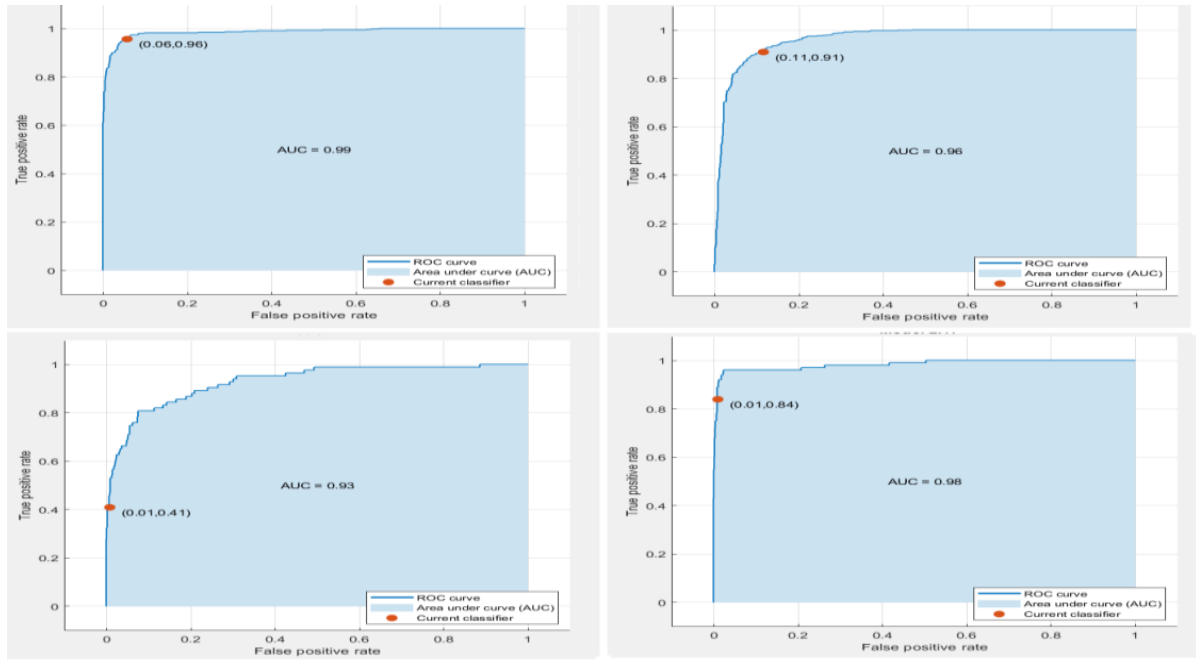 1
0.8
0.6
0.4
0.2
0
True positive rate
(0.06,0.96)
AUC = 0.99
ROC curve
Area under curve (AUC)
Current classifier
0 0.2 0.4 0.6 0.8 1
False positive rate
1
0.8
0.6
0.4
0.2
0
True positive rate
(0.11,0.91)
AUC = 0.96
ROC curve
Area under curve (AUC)
Current classifier
0 0.2 0.4 0.6 0.8 1
False positive rate
1
0.8
0.6
0.4
0.2
0
True positive rate
(0.01,0.41)
AUC = 0.93
ROC curve
Area under curve (AUC)
Current classifier
0 0.2 0.4 0.6 0.8 1
False positive rate
1
0.8
0.6
0.4
0.2
0
True positive rate
(0.01,0.84)
AUC = 0.98
ROC curve
Area under curve (AUC)
Current classifier
0 0.2 0.4 0.6 0.8 1
False positive rate